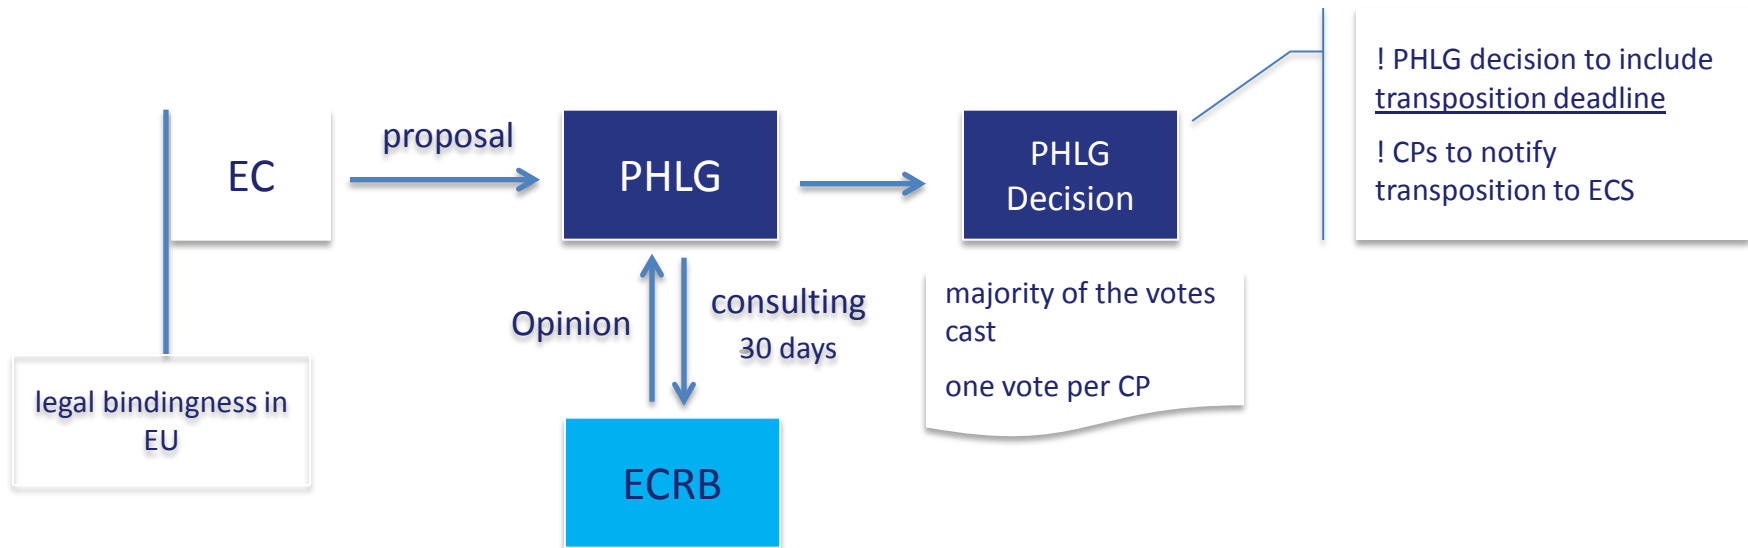 EC
proposal
PHLG
PHLG
Decision
! PHLG decision to include
transposition deadline
! CPs to notify
transposition to ECS
legal bindingness in
EU
Opinion
consulting
30 days
majority of the votes
cast
one vote per CP
ECRB